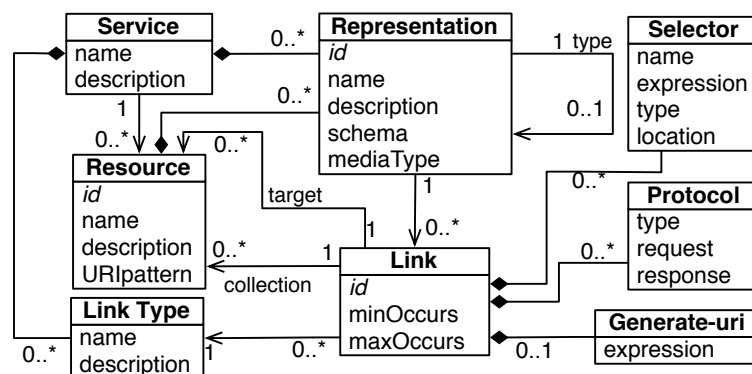 Service
name
description
Representation
id
name
description
schema
mediaType
Selector
name
expression
type
location
0..*
1 type
0..1
1
0..*
0..*
0..*
Resource
id
name
description
URIpattern
target
1
0..*
0..*
Protocol
type
request
response
0..*
0..*
1
1
collection
Link
id
minOccurs
maxOccurs
Link Type
name
description
0..*
1
0..*
0..1
Generate-uri
expression